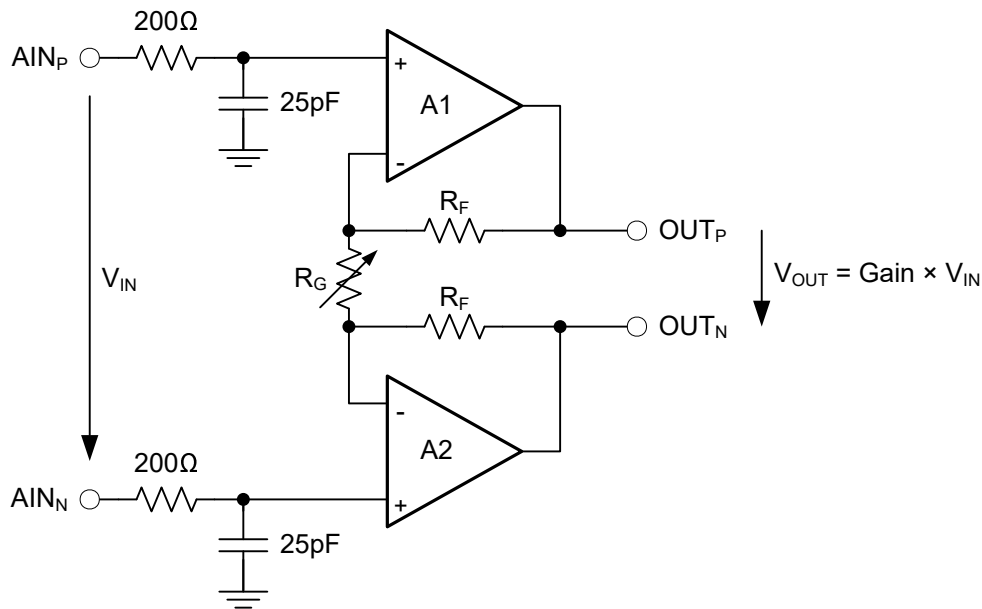 200Ω
AINP
25pF
+
A1
-
RF
OUTP
VIN
RG
VOUT = Gain × VIN
RF
OUTN
-
A2
200Ω
AINN
+
25pF